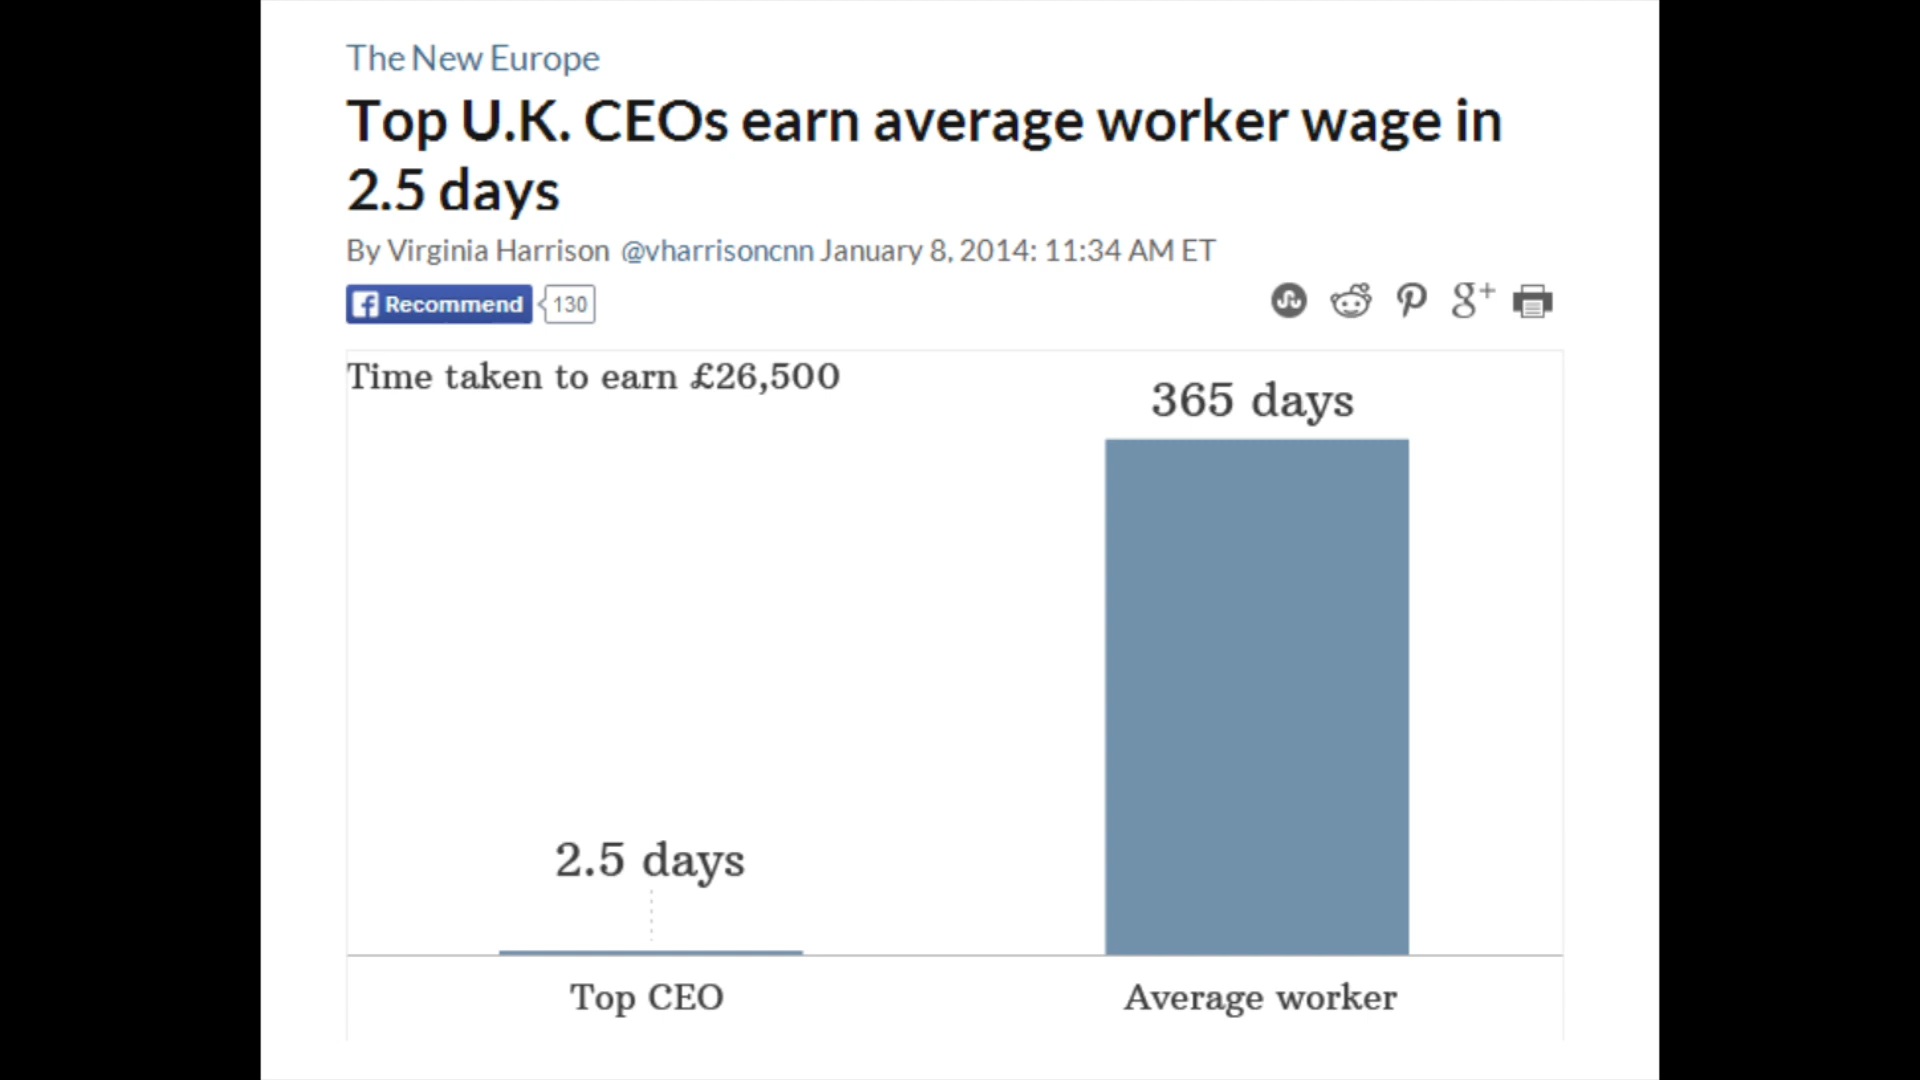 The New Europe
Top U.K. CEOs earn average worker wage in
2.5 days
By Virginia Harrison @vharrisoncnn January 8, 2014: 11:34 AM ET
Recommend 130
g+
Time taken to earn £26,500
365 days
2.5 days
Top CEO
Average worker